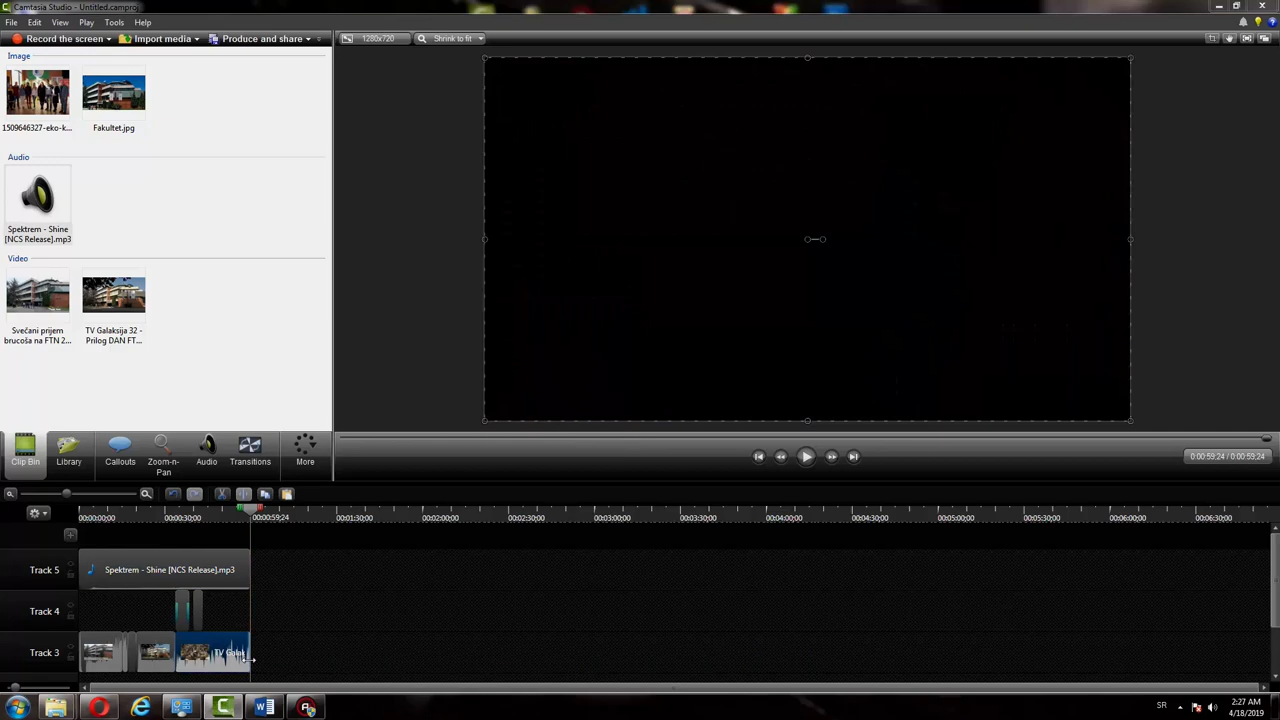 Camtasia Studio - Untitled.camproj
File Edit View Play Tools Help
Record the screen Import media Produce and share
1280x720 Shrink to fit
Image
1509646327-eko-k... Fakultet.jpg
Audio
Spektrem - Shine
[NCS Release].mp3
Video
Svečani prijem
brucoša na FTN 2...
TV Galaksija 32 -
Prilog DAN FT...
Clip Bin Library Callouts Zoom-n-
Pan Audio Transitions More
0:00:59;24 / 0:00:59;24
00:00:00;00 00:00:30;00 00:00:59;24 00:01:30;00 00:02:00;00 00:02:30;00 00:03:00;00 00:03:30;00 00:04:00;00 00:04:30;00 00:05:00;00 00:05:30;00 00:06:00;00 00:06:30;00
Track 5 Spektrem - Shine [NCS Release].mp3
Track 4
Track 3 TV Galak
SR 2:27 AM
4/18/2019